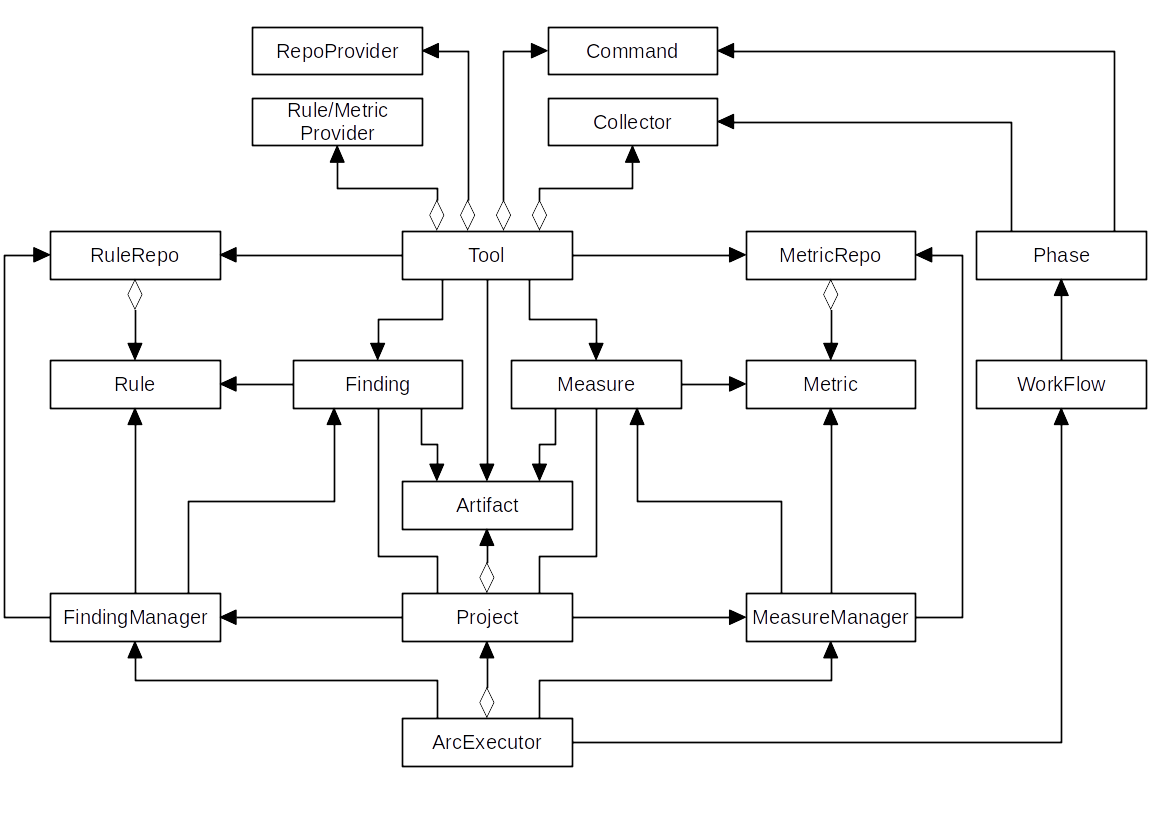 RepoProvider
Command
Rule/Metric
Provider
Collector
RuleRepo
Tool
MetricRepo
Phase
Rule
Finding
Measure
Metric
WorkFlow
Artifact
FindingManager
Project
MeasureManager
ArcExecutor